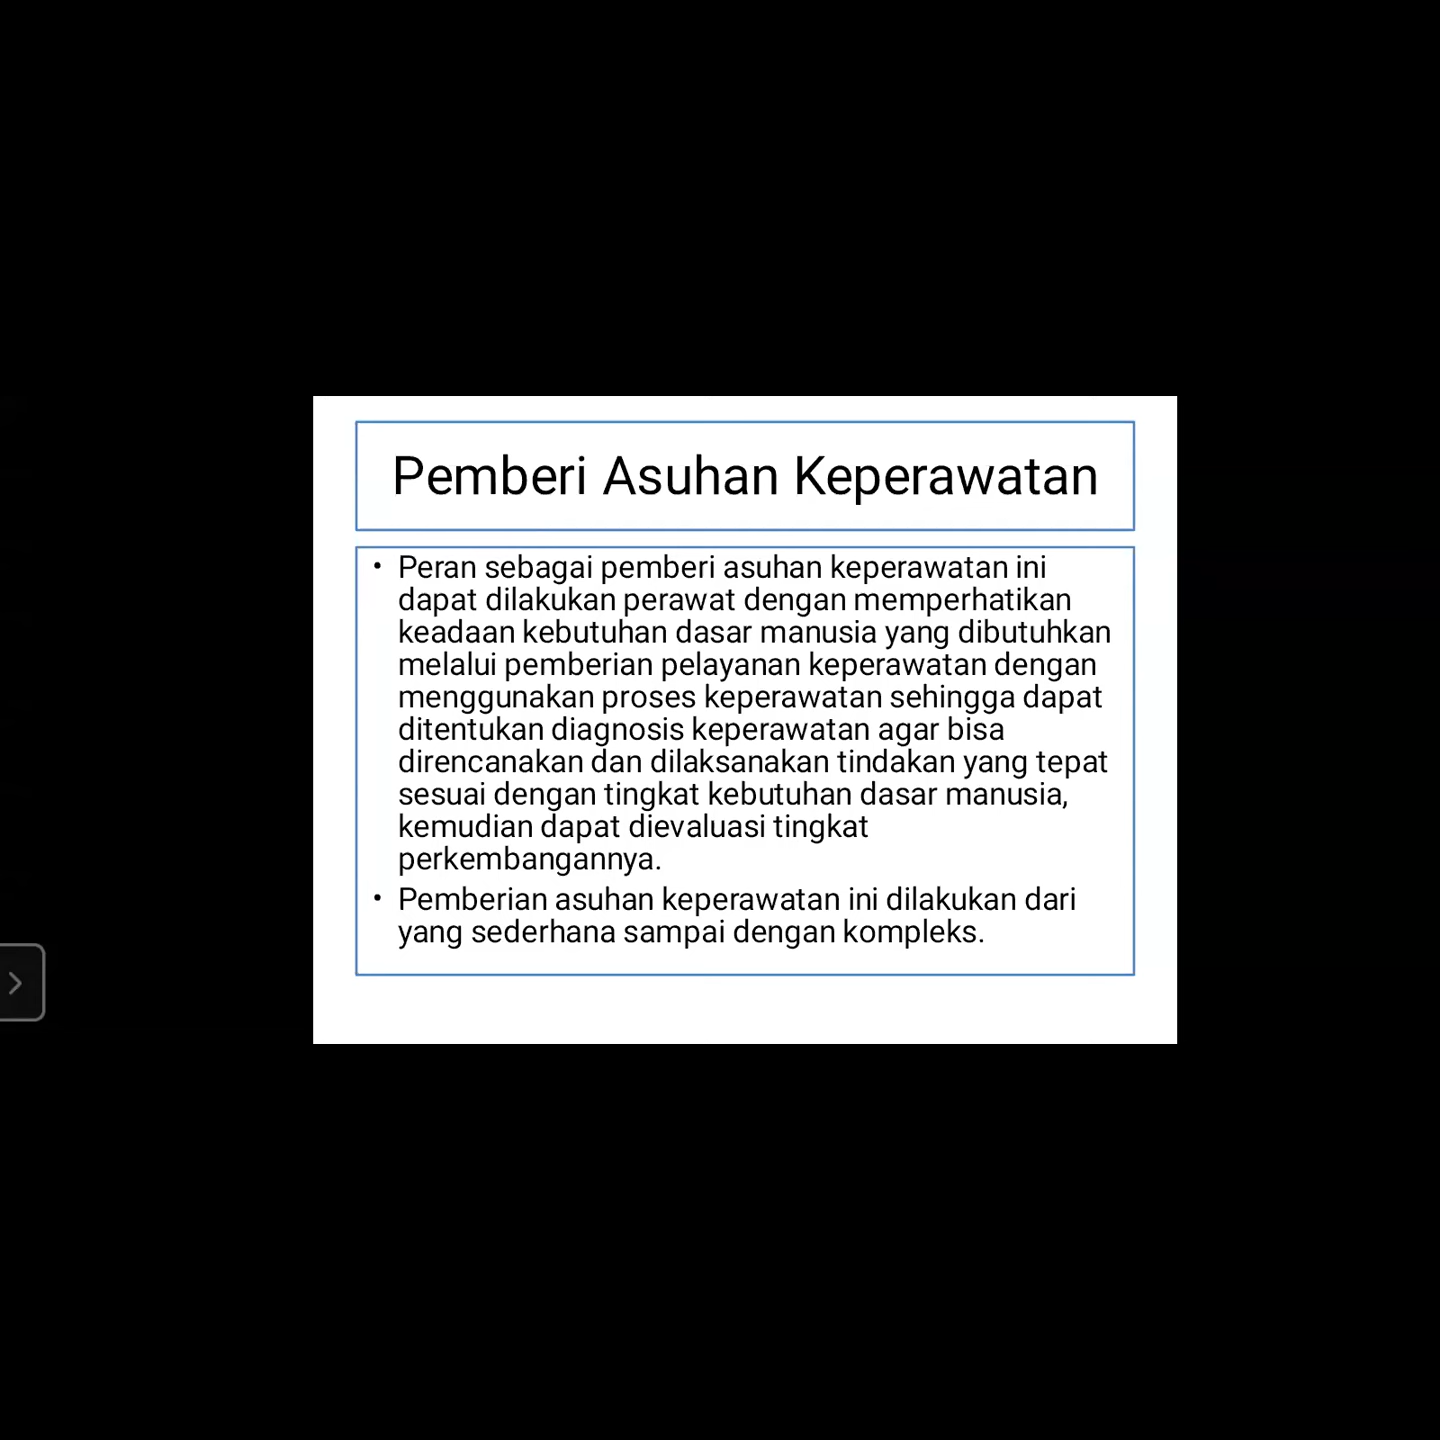 Pemberi Asuhan Keperawatan
• Peran sebagai pemberi asuhan keperawatan ini
dapat dilakukan perawat dengan memperhatikan
keadaan kebutuhan dasar manusia yang dibutuhkan
melalui pemberian pelayanan keperawatan dengan
menggunakan proses keperawatan sehingga dapat
ditentukan diagnosis keperawatan agar bisa
direncanakan dan dilaksanakan tindakan yang tepat
sesuai dengan tingkat kebutuhan dasar manusia,
kemudian dapat dievaluasi tingkat
perkembangannya.
• Pemberian asuhan keperawatan ini dilakukan dari
yang sederhana sampai dengan kompleks.